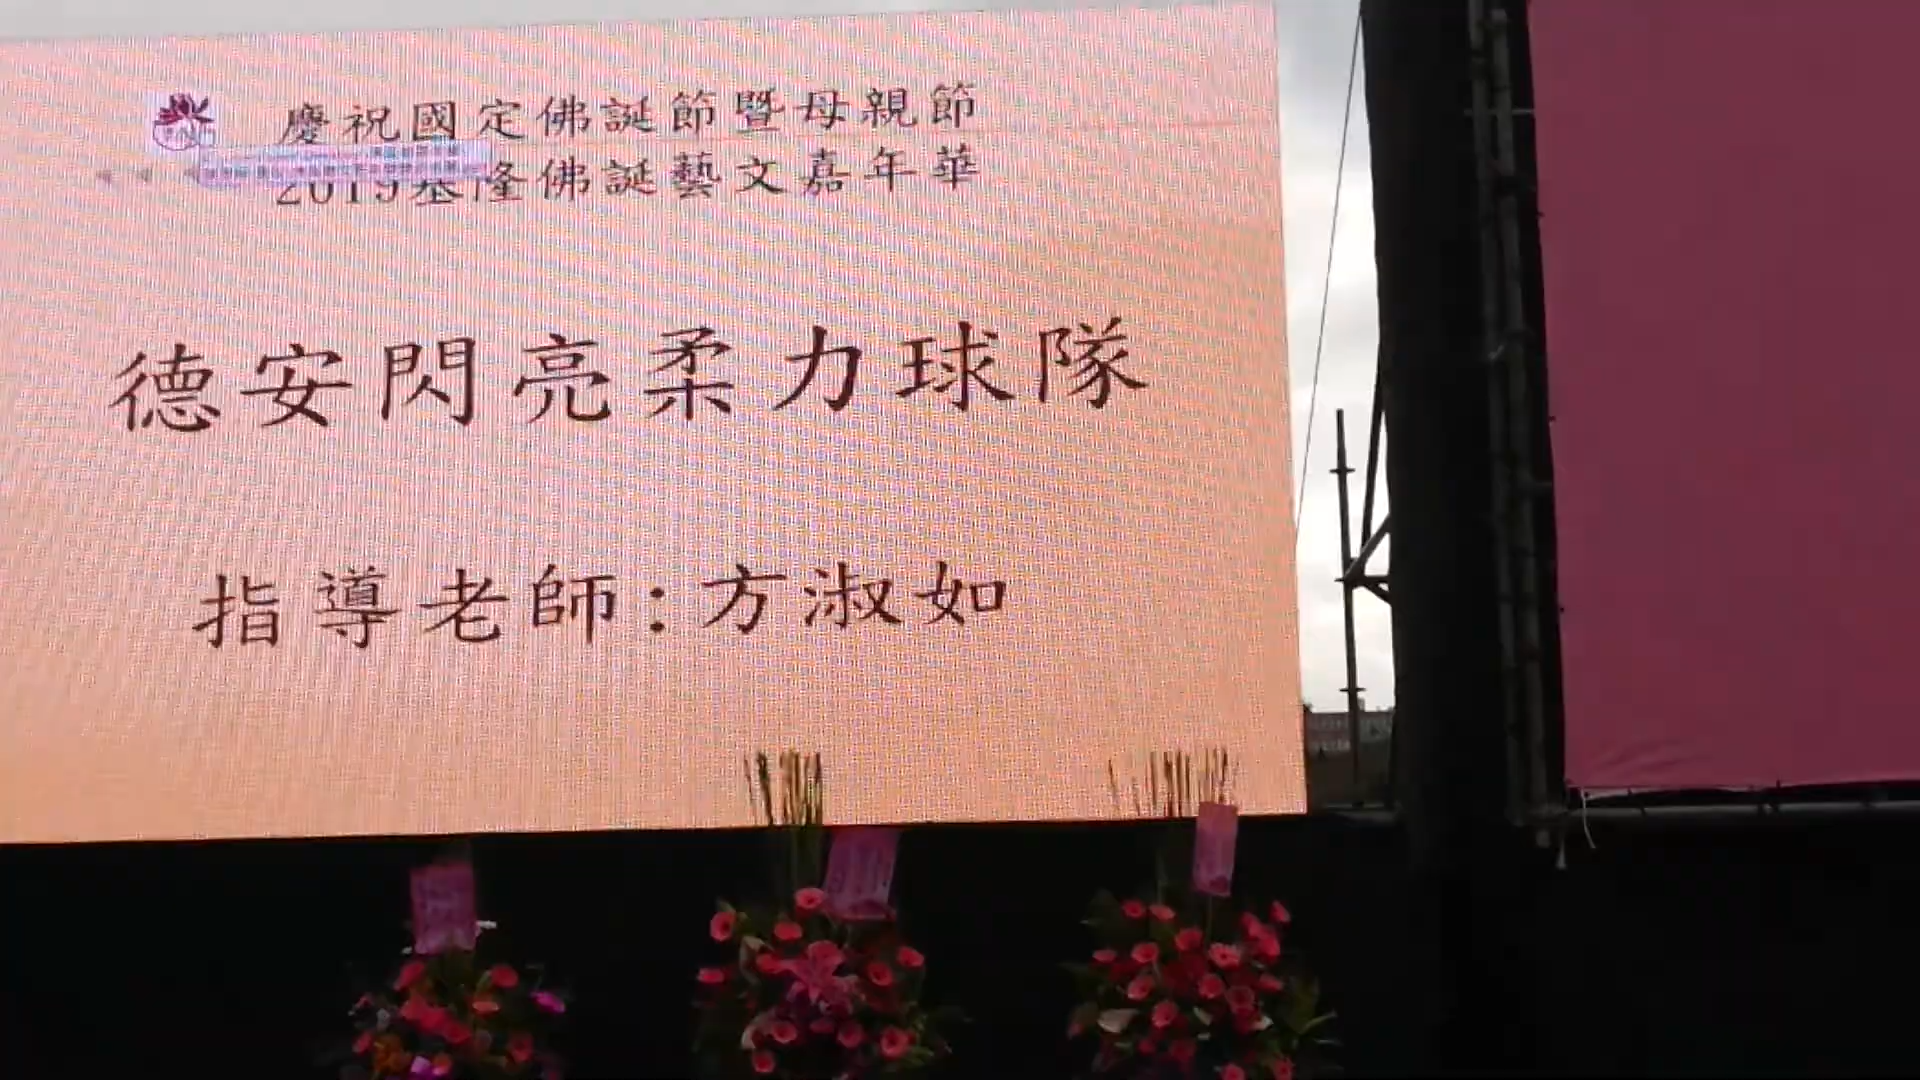 慶祝國定佛誕節暨母親節
2019基隆佛誕藝文嘉年華
德安閃亮柔力球隊
指導老師:方淑如